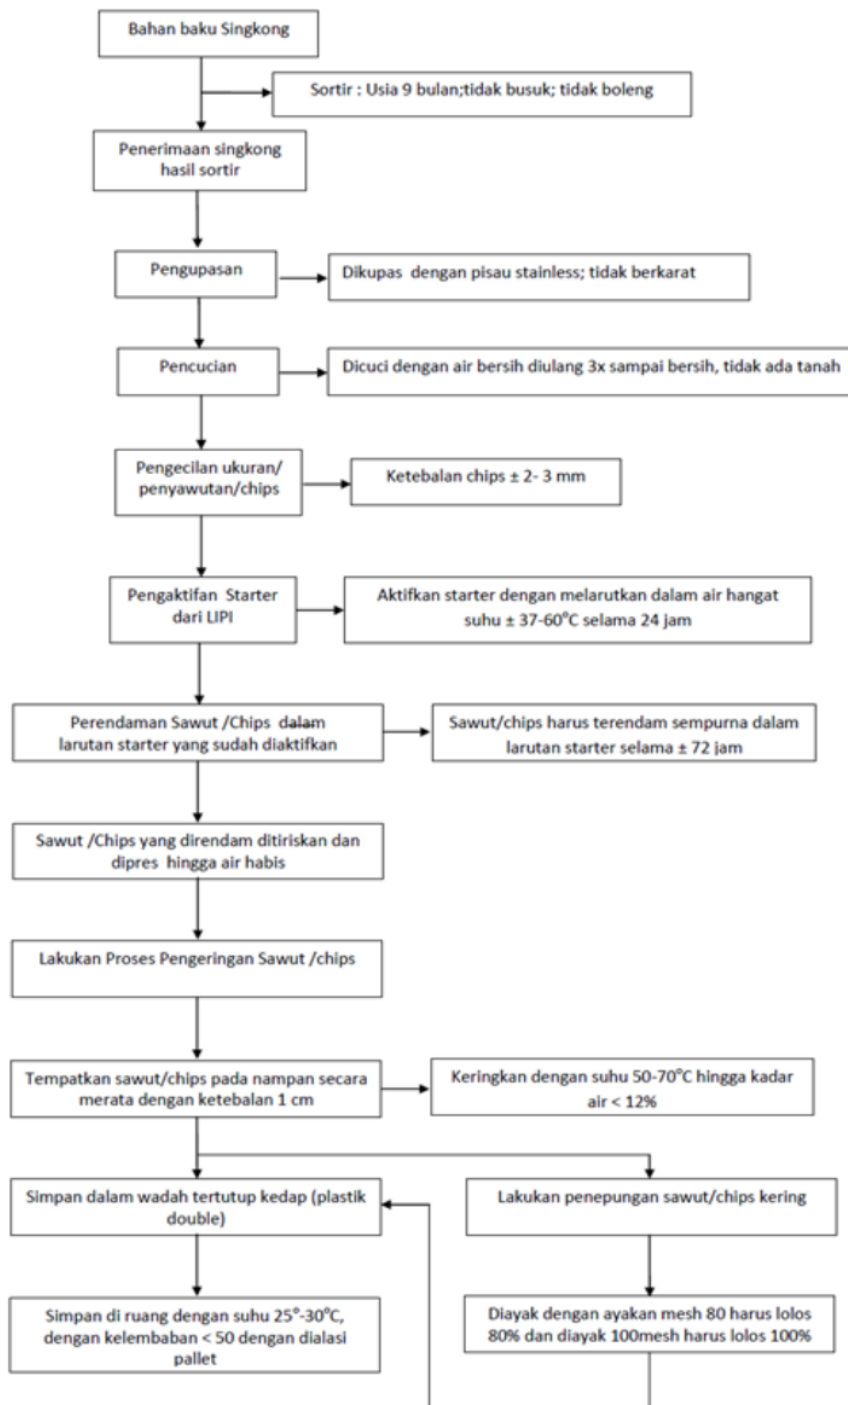 Bahan baku Singkong
Sortir : Usia 9 bulan;tidak busuk; tidak boleng
Penerimaan singkong
hasil sortir
Pengupasan
Dikupas dengan pisau stainless; tidak berkarat
Pencucian
Dicuci dengan air bersih diulang 3x sampai bersih, tidak ada tanah
Pengecilan ukuran/
penyawutan/chips
Ketebalan chips ± 2- 3 mm
Pengaktifan Starter
dari LIPI
Aktifkan starter dengan melarutkan dalam air hangat
suhu ± 37-60°C selama 24 jam
Perendaman Sawut /Chips dalam
larutan starter yang sudah diaktifkan
Sawut/chips harus terendam sempurna dalam
larutan starter selama ± 72 jam
Sawut /Chips yang direndam ditiriskan dan
dipres hingga air habis
Lakukan Proses Pengeringan Sawut /chips
Tempatkan sawut/chips pada nampan secara
merata dengan ketebalan 1 cm
Keringkan dengan suhu 50-70°C hingga kadar
air < 12%
Simpan dalam wadah tertutup kedap (plastik
double)
Lakukan penepungan sawut/chips kering
Simpan di ruang dengan suhu 25°-30°C,
dengan kelembaban < 50 dengan dialasi
pallet
Diayak dengan ayakan mesh 80 harus lolos
80% dan diayak 100mesh harus lolos 100%